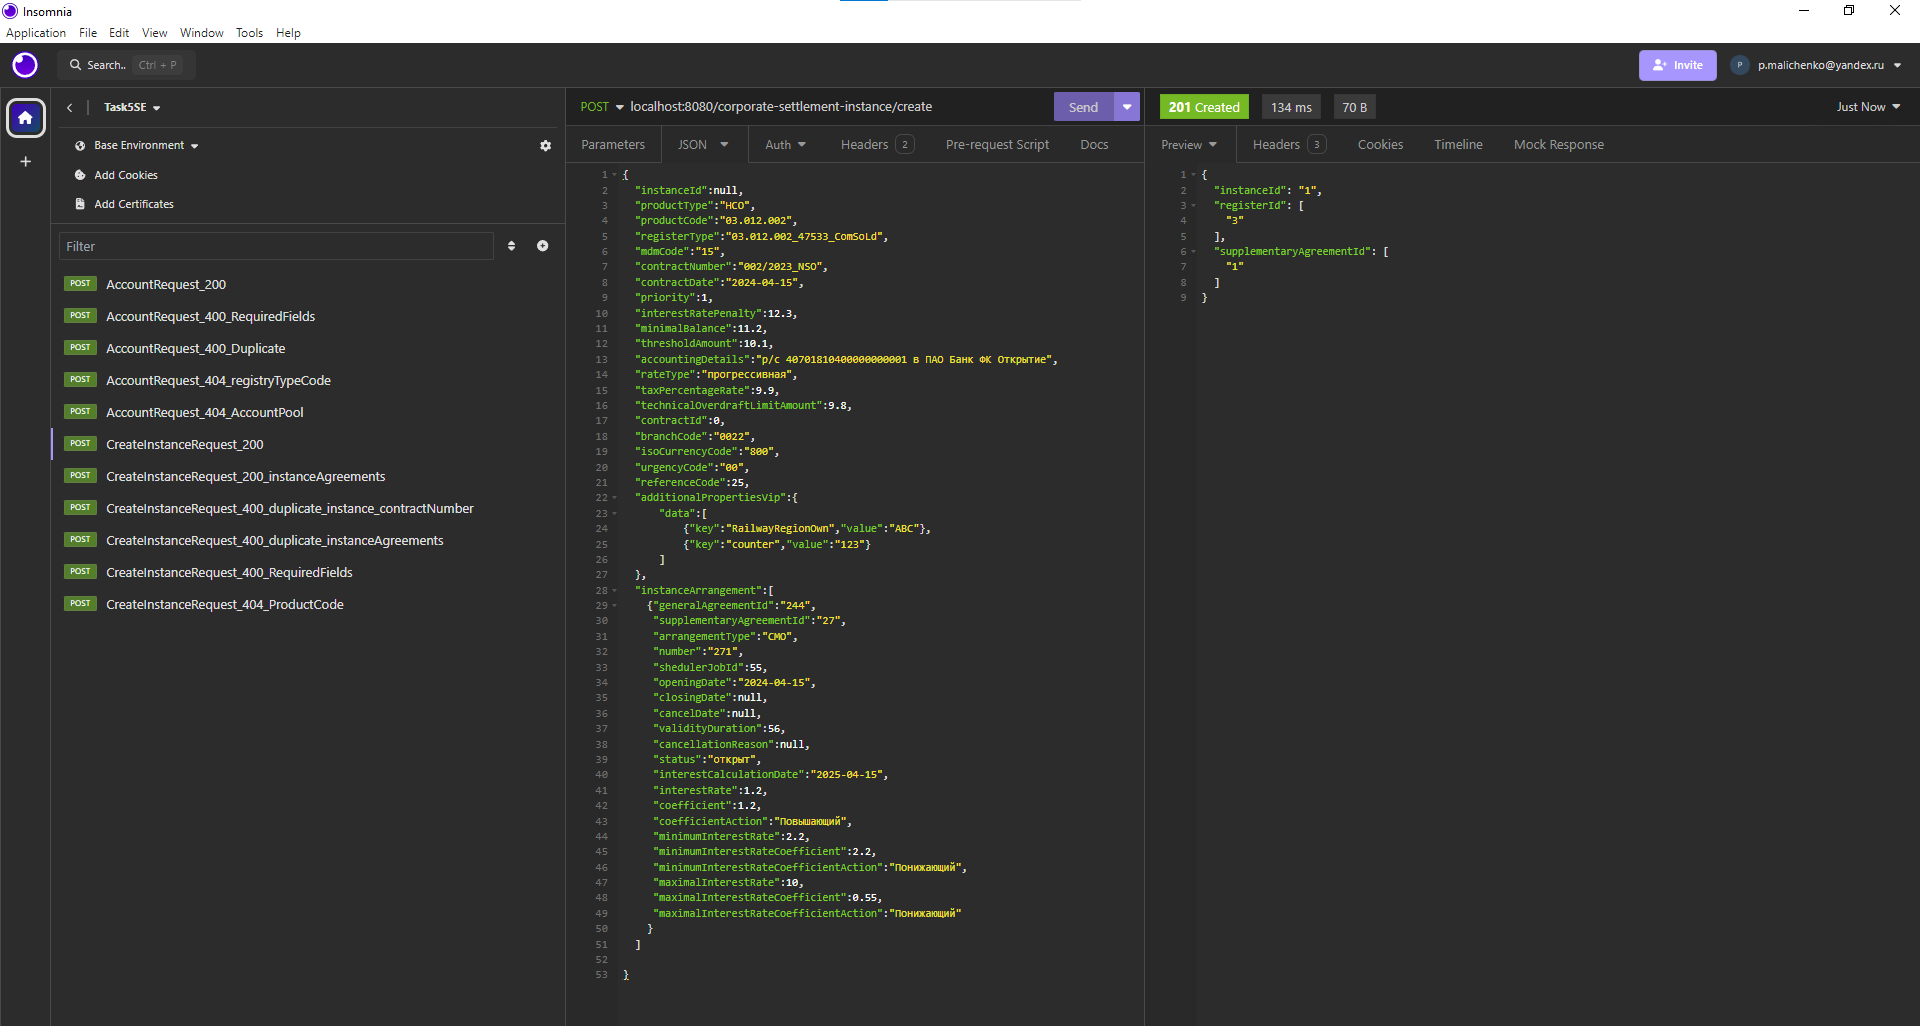 Insomnia
Application File Edit View Window Tools Help
Search.. Ctrl + P
Invite
P p.malichenko@yandex.ru
Task5SE
Base Environment
Add Cookies
Add Certificates
Filter
POST AccountRequest_200
POST AccountRequest_400_RequiredFields
POST AccountRequest_400_Duplicate
POST AccountRequest_404_registryTypeCode
POST AccountRequest_404_AccountPool
POST CreateInstanceRequest_200
POST CreateInstanceRequest_200_instanceAgreements
POST CreateInstanceRequest_400_duplicate_instance_contractNumber
POST CreateInstanceRequest_400_duplicate_instanceAgreements
POST CreateInstanceRequest_400_RequiredFields
POST CreateInstanceRequest_404_ProductCode
POST localhost:8080/corporate-settlement-instance/create Send
Parameters JSON Auth Headers 2 Pre-request Script Docs
1 {
2 "instanceId":null,
3 "productType":"НСО",
4 "productCode":"03.012.002",
5 "registerType":"03.012.002_47533_ComSoLd",
6 "mdmCode":"15",
7 "contractNumber":"002/2023_NSO",
8 "contractDate":"2024-04-15",
9 "priority":1,
10 "interestRatePenalty":12.3,
11 "minimalBalance":11.2,
12 "thresholdAmount":10.1,
13 "accountingDetails":"р/с 40701810400000000001 в ПАО Банк ФК Открытие",
14 "rateType":"прогрессивная",
15 "taxPercentageRate":9.9,
16 "technicalOverdraftLimitAmount":9.8,
17 "contractId":0,
18 "branchCode":"0022",
19 "isoCurrencyCode":"800",
20 "urgencyCode":"00",
21 "referenceCode":25,
22 "additionalPropertiesVip":{
23 "data":[
24 {"key":"RailwayRegionOwn","value":"ABC"},
25 {"key":"counter","value":"123"}
26 ]
27 },
28 "instanceArrangement":[
29 {"generalAgreementId":"244",
30 "supplementaryAgreementId":"27",
31 "arrangementType":"СМО",
32 "number":"271",
33 "shedulerJobId":55,
34 "openingDate":"2024-04-15",
35 "closingDate":null,
36 "cancelDate":null,
37 "validityDuration":56,
38 "cancellationReason":null,
39 "status":"открыт",
40 "interestCalculationDate":"2025-04-15",
41 "interestRate":1.2,
42 "coefficient":1.2,
43 "coefficientAction":"Повышающий",
44 "minimumInterestRate":2.2,
45 "minimumInterestRateCoefficient":2.2,
46 "minimumInterestRateCoefficientAction":"Понижающий",
47 "maximalInterestRate":10,
48 "maximalInterestRateCoefficient":0.55,
49 "maximalInterestRateCoefficientAction":"Понижающий"
50 }
51 ]
52
53 }
201 Created 134 ms 70 B Just Now
Preview Headers 3 Cookies Timeline Mock Response
1 {
2 "instanceId": "1",
3 "registerId": [
4 "3"
5 ],
6 "supplementaryAgreementId": [
7 "1"
8 ]
9 }